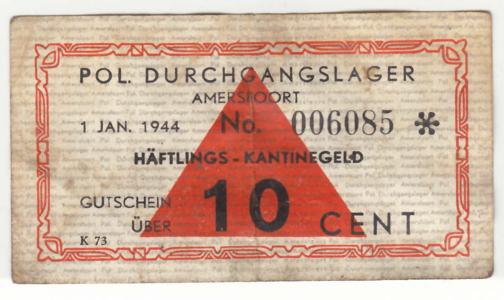 POL. DURCHGANGSLAGER
AMERSFOORT
1 JAN. 1944 No. 006085 *
HÄFTLINGS-KANTINEGELD
GUTSCHEIN
ÜBER 10 CENT
K 73